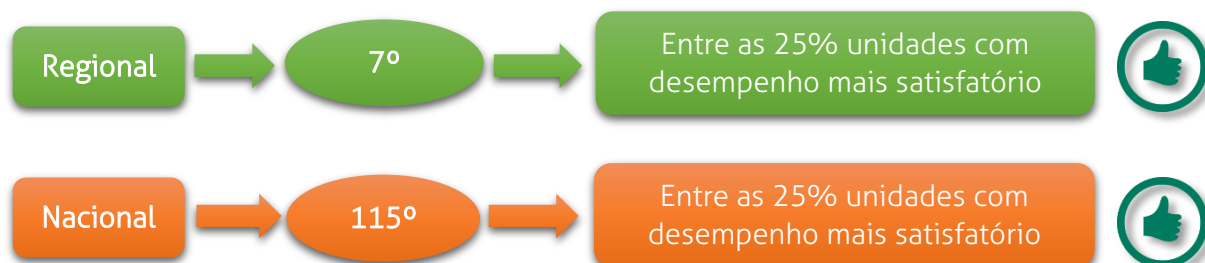 Regional
7º
Entre as 25% unidades com
desempenho mais satisfatório
Nacional
115º
Entre as 25% unidades com
desempenho mais satisfatório